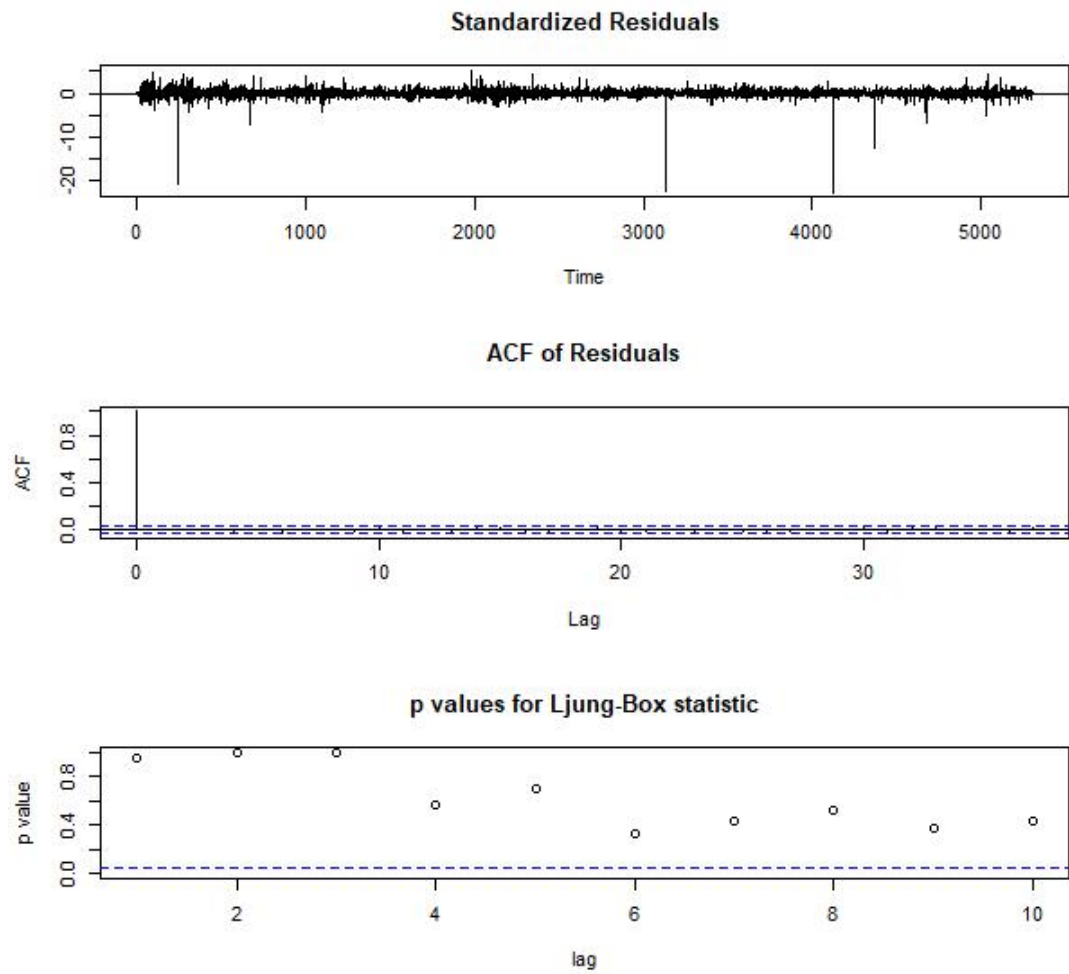 Standardized Residuals
0
-10
-20
0 1000 2000 3000 4000 5000
Time
ACF of Residuals
ACF
0.8
0.4
0.0
0 10 20 30
Lag
p values for Ljung-Box statistic
p value
0.8
0.4
0.0
2 4 6 8 10
lag